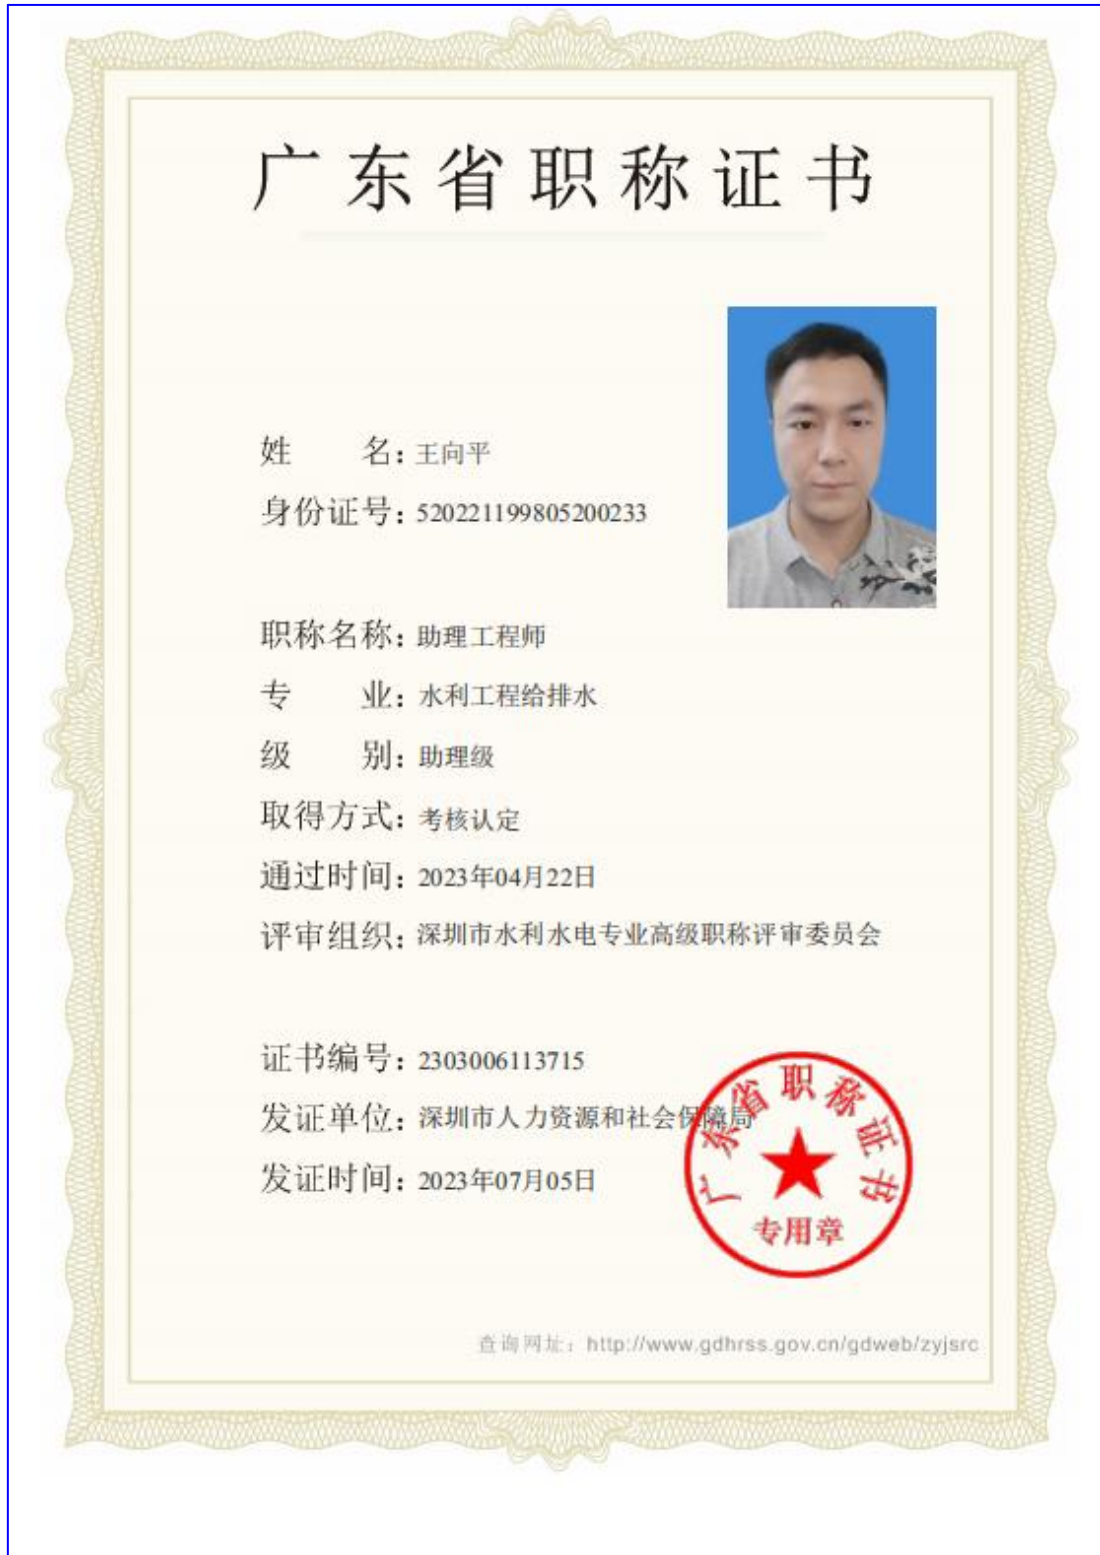 广东省职称证书
姓 名：王向平
身份证号：520221199805200233
职称名称：助理工程师
专 业：水利工程给排水
级 别：助理级
取得方式：考核认定
通过时间：2023年04月22日
评审组织：深圳市水利水电专业高级职称评审委员会
证书编号：2303006113715
发证单位：深圳市人力资源和社会保障局
发证时间：2023年07月05日
广东省职称证书
专用章
查询网址：http://www.gdhrss.gov.cn/gdweb/zyjsrc